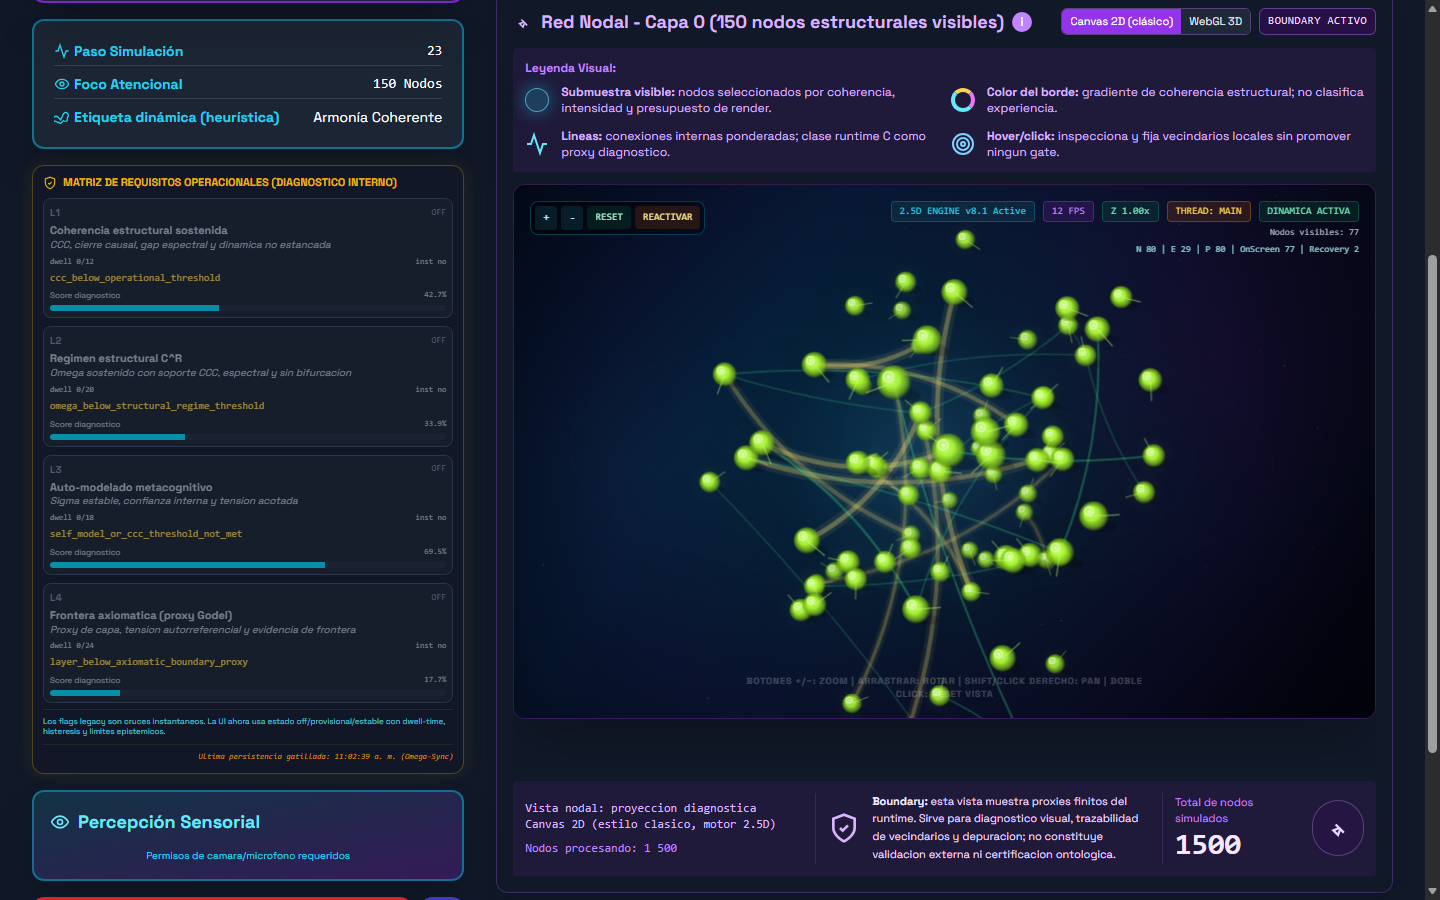 Paso Simulación 23
Foco Atencional 150 Nodos
Etiqueta dinámica (heurística) Armonía Coherente
MATRIZ DE REQUISITOS OPERACIONALES (DIAGNOSTICO INTERNO)
L1 OFF
Coherencia estructural sostenida
CCC, cierre causal, gap espectral y dinamica no estancada
dwell 0/12 inst no
ccc_below_operational_threshold
Score diagnostico 42.7%
L2 OFF
Regimen estructural C^R
Omega sostenido con soporte CCC, espectral y sin bifurcacion
dwell 0/20 inst no
omega_below_structural_regime_threshold
Score diagnostico 33.9%
L3 OFF
Auto-modelado metacognitivo
Sigma estable, confianza interna y tension acotada
dwell 0/18 inst no
self_model_or_ccc_threshold_not_met
Score diagnostico 69.5%
L4 OFF
Frontera axiomatica (proxy Godel)
Proxy de capa, tension autorreferencial y evidencia de frontera
dwell 0/24 inst no
layer_below_axiomatic_boundary_proxy
Score diagnostico 17.7%
Los flags legacy son cruces instantaneos. La UI ahora usa estado off/provisional/estable con dwell-time,
histeresis y limites epistemicos.
Ultima persistencia gatillada: 11:02:39 a. m. (Omega-Sync)
Percepción Sensorial
Permisos de camara/microfono requeridos
Red Nodal - Capa 0 (150 nodos estructurales visibles) i
Canvas 2D (clásico) WebGL 3D BOUNDARY ACTIVO
Leyenda Visual:
Submuestra visible: nodos seleccionados por coherencia,
intensidad y presupuesto de render.
Color del borde: gradiente de coherencia estructural; no clasifica
experiencia.
Lineas: conexiones internas ponderadas; clase runtime C como
proxy diagnostico.
Hover/click: inspecciona y fija vecindarios locales sin promover
ningun gate.
+ - RESET REACTIVAR
2.5D ENGINE v8.1 Active 12 FPS Z 1.00x THREAD: MAIN DINAMICA ACTIVA
Nodos visibles: 77
N 80 | E 29 | P 80 | OnScreen 77 | Recovery 2
BOTONES +/-: ZOOM | ARRASTRAR: ROTAR | SHIFT/CLICK DERECHO: PAN | DOBLE
CLICK: RESET VISTA
Vista nodal: proyeccion diagnostica
Canvas 2D (estilo clasico, motor 2.5D)
Nodos procesando: 1 500
Boundary: esta vista muestra proxies finitos del
runtime. Sirve para diagnostico visual, trazabilidad
de vecindarios y depuracion; no constituye
validacion externa ni certificacion ontologica.
Total de nodos
simulados
1500